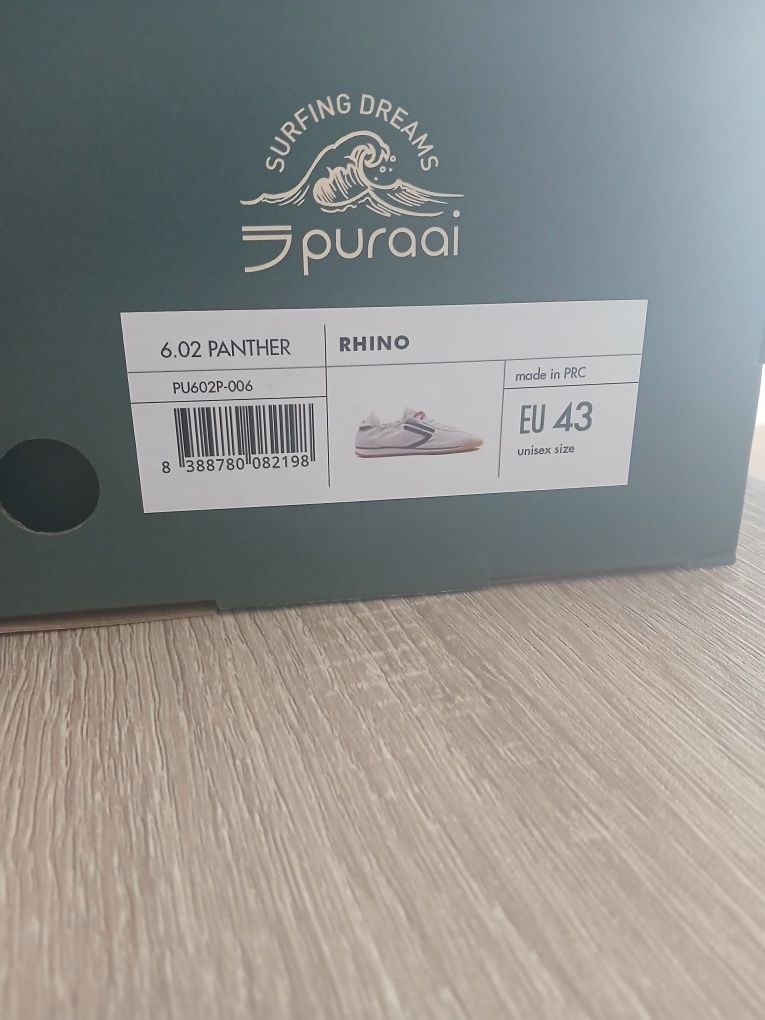 SURFING DREAMS
puraai
6.02 PANTHER
RHINO
PU602P-006
made in PRC
8 388780 082198
EU 43
unisex size